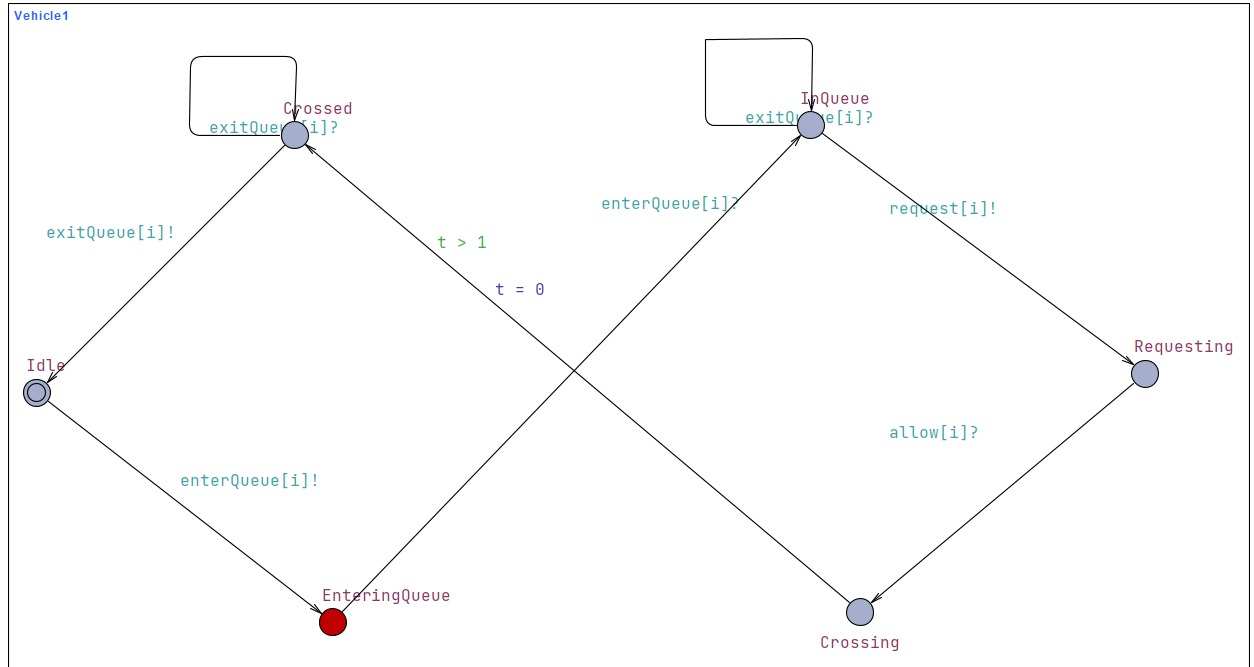 Vehicle1
Crossed
exitQueue[i]?
InQueue
exitQueue[i]?
enterQueue[i]?
request[i]!
exitQueue[i]!
t > 1
t = 0
Idle
Requesting
allow[i]?
enterQueue[i]!
EnteringQueue
Crossing